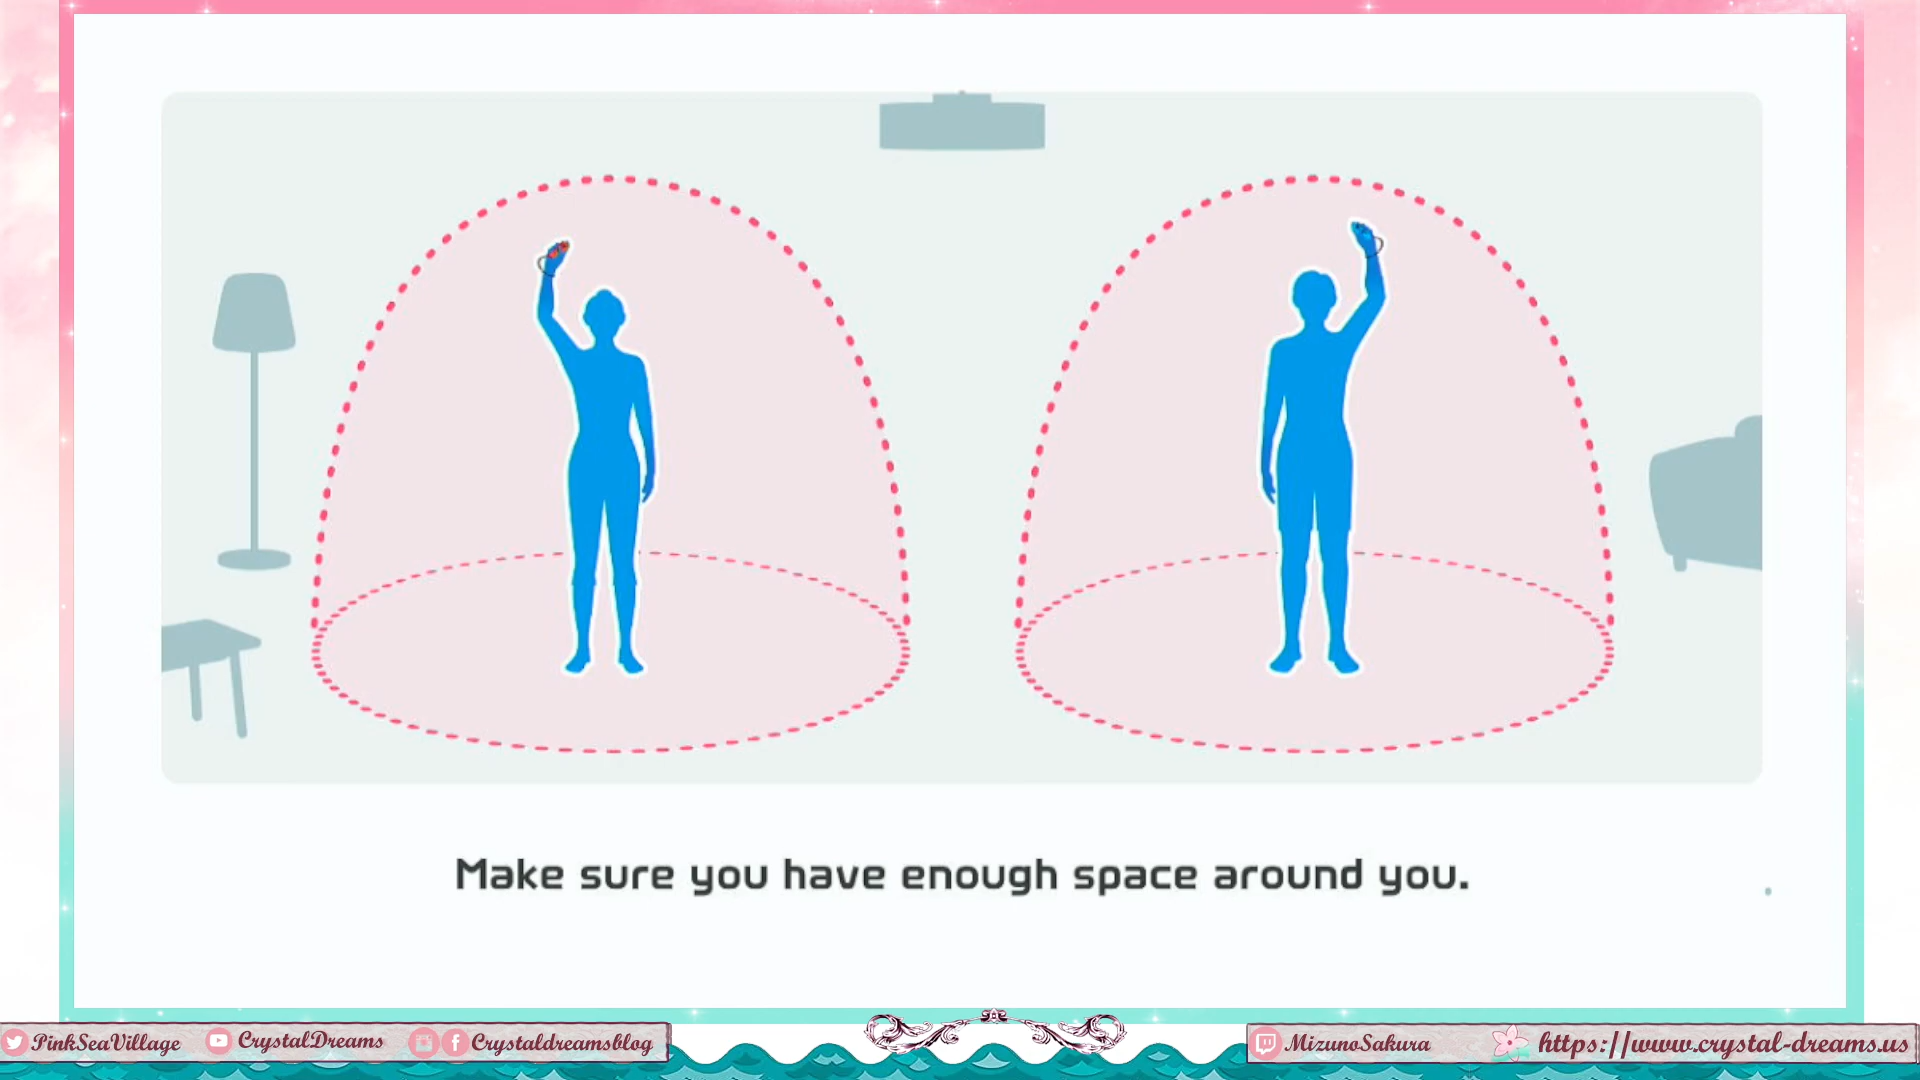 Make sure you have enough space around you.
PinkSeaVillage CrystalDreams Crystaldreamsblog MizunoSakura https://www.crystal-dreams.us